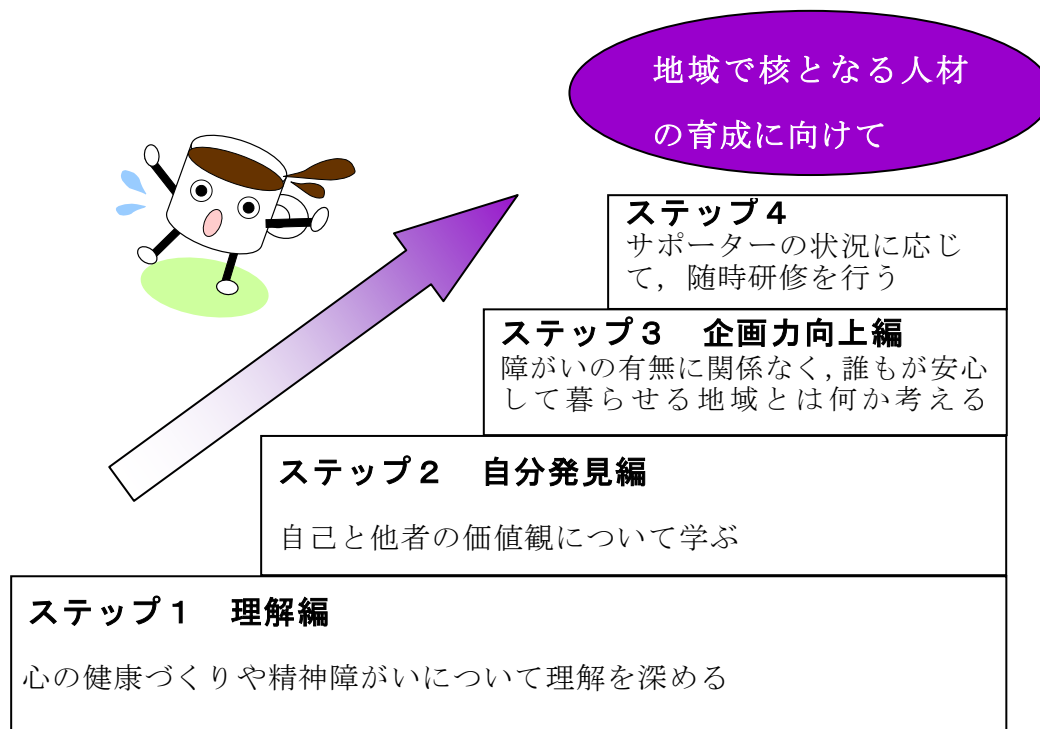 地域で核となる人材
の育成に向けて
ステップ４
サポーターの状況に応じ
て，随時研修を行う
ステップ３　企画力向上編
障がいの有無に関係なく，誰もが安心
して暮らせる地域とは何か考える
ステップ２　自分発見編
自己と他者の価値観について学ぶ
ステップ１　理解編
心の健康づくりや精神障がいについて理解を深める